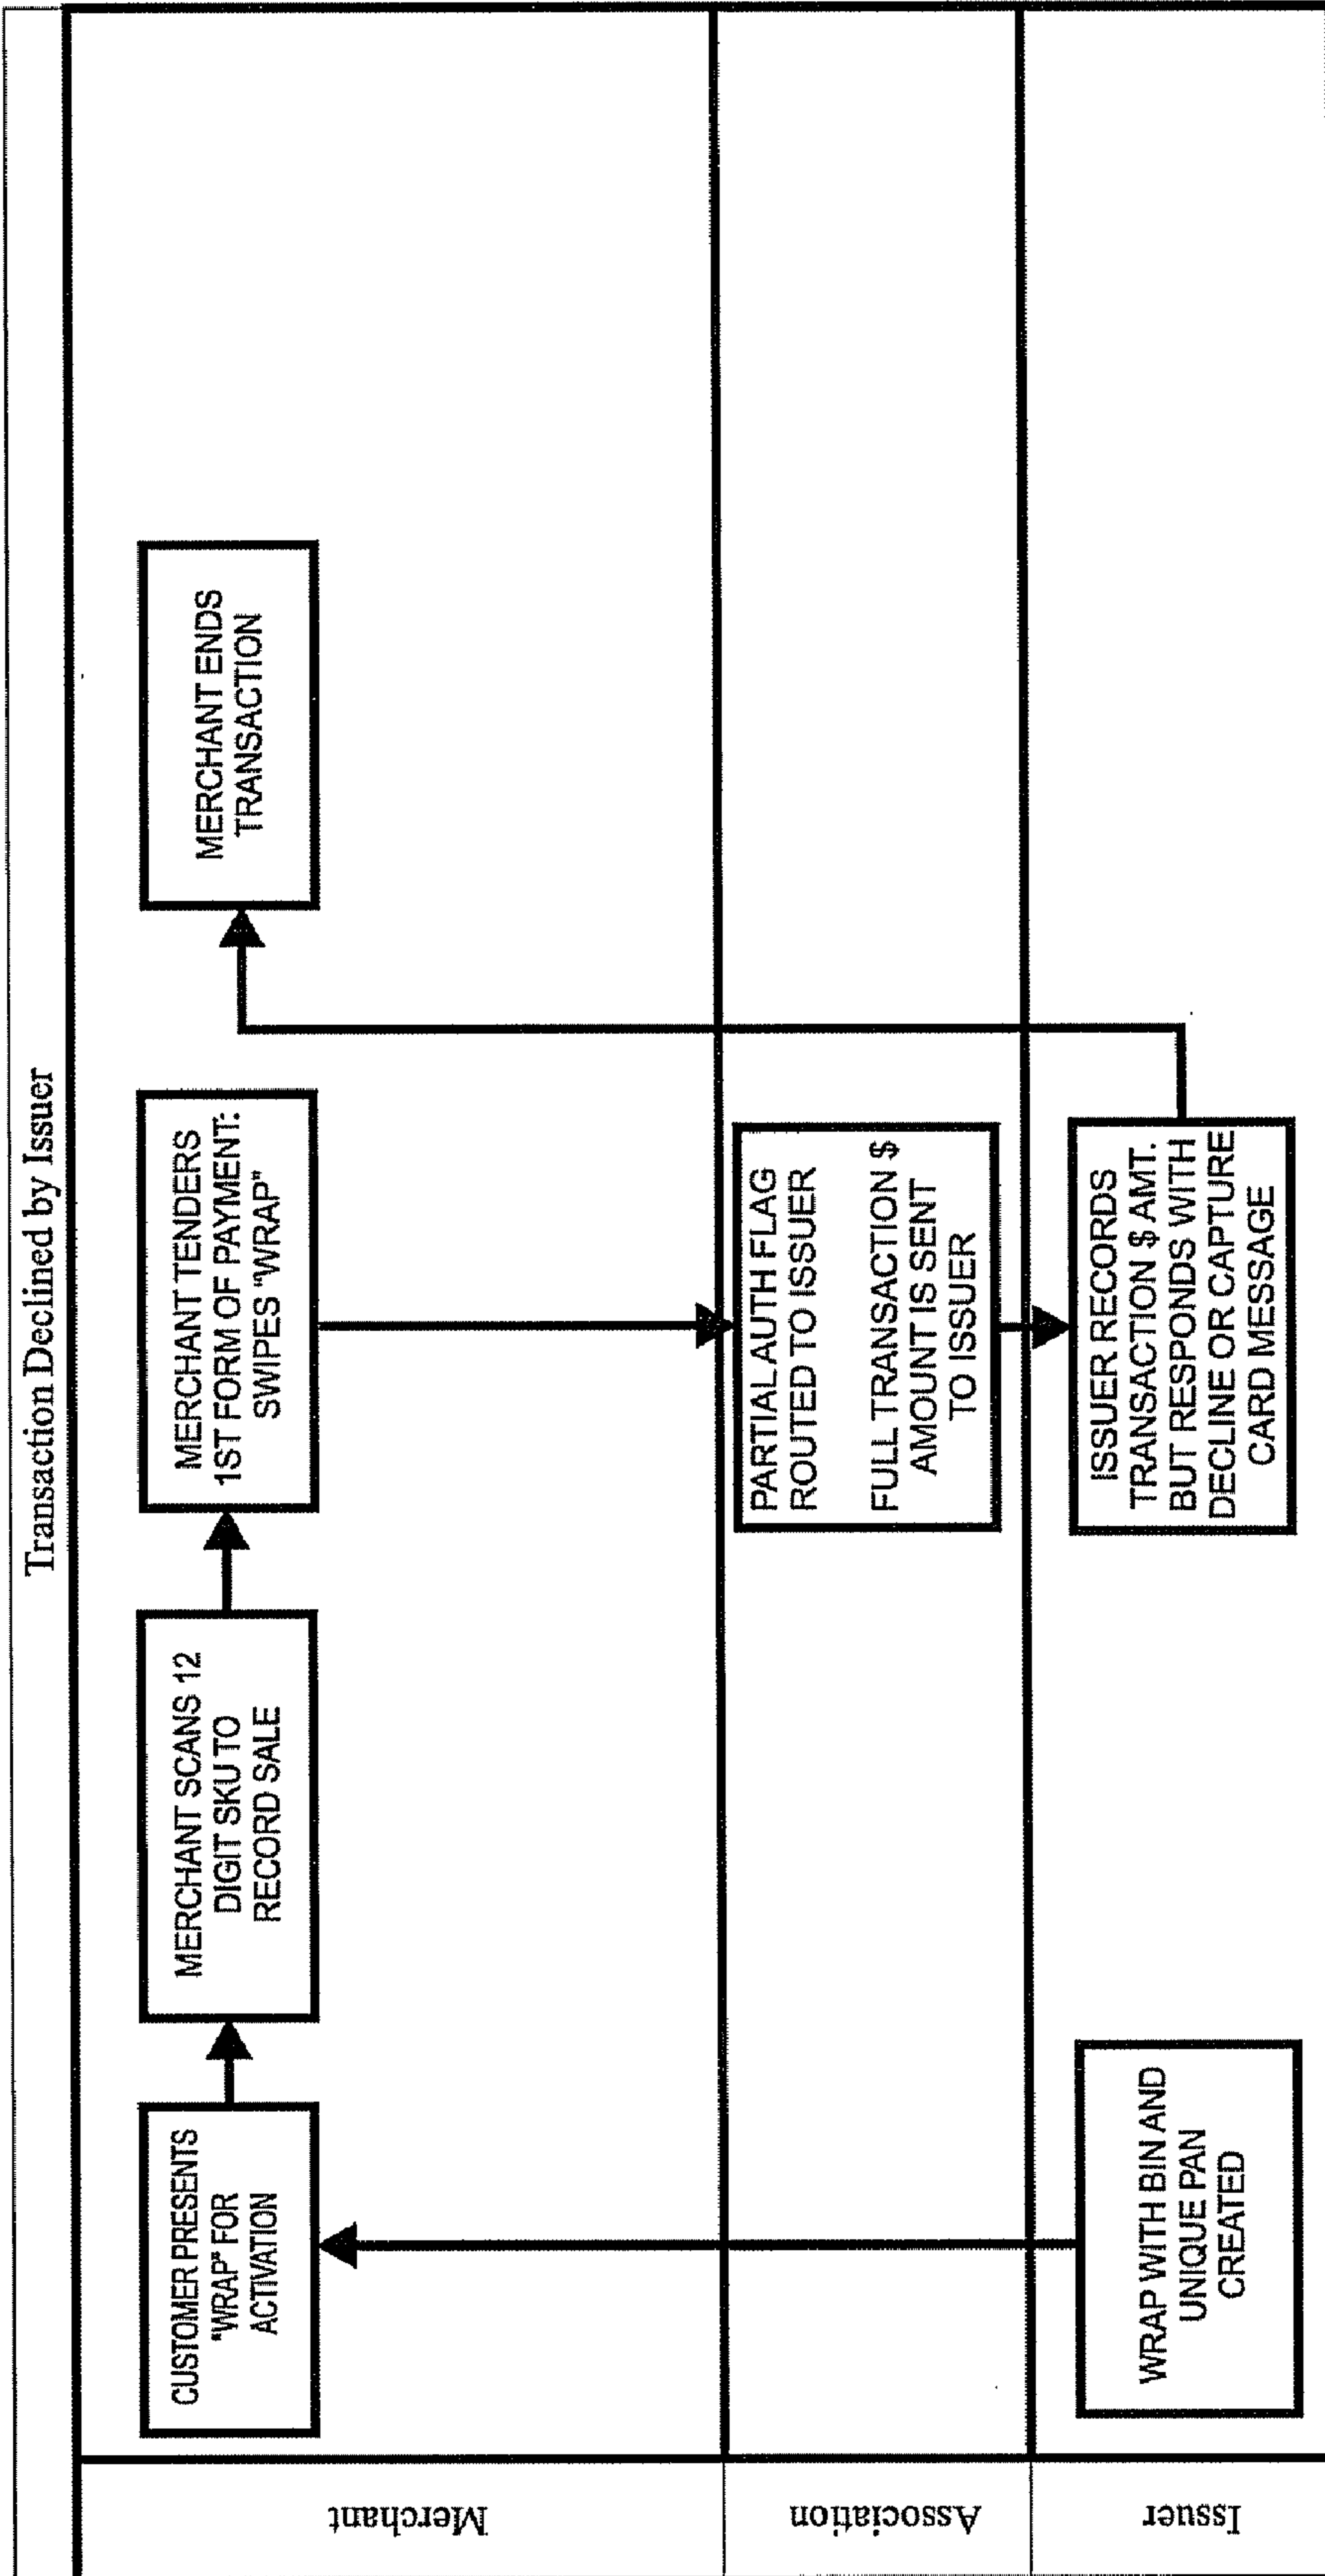 Transaction Declined by Issuer
Merchant
CUSTOMER PRESENTS
"WRAP" FOR
ACTIVATION
MERCHANT SCANS 12
DIGIT SKU TO
RECORD SALE
MERCHANT TENDERS
1ST FORM OF PAYMENT:
SWIPES "WRAP"
MERCHANT ENDS
TRANSACTION
Association
PARTIAL AUTH FLAG
ROUTED TO ISSUER
FULL TRANSACTION $
AMOUNT IS SENT
TO ISSUER
Issuer
WRAP WITH BIN AND
UNIQUE PAN
CREATED
ISSUER RECORDS
TRANSACTION $ AMT.
BUT RESPONDS WITH
DECLINE OR CAPTURE
CARD MESSAGE